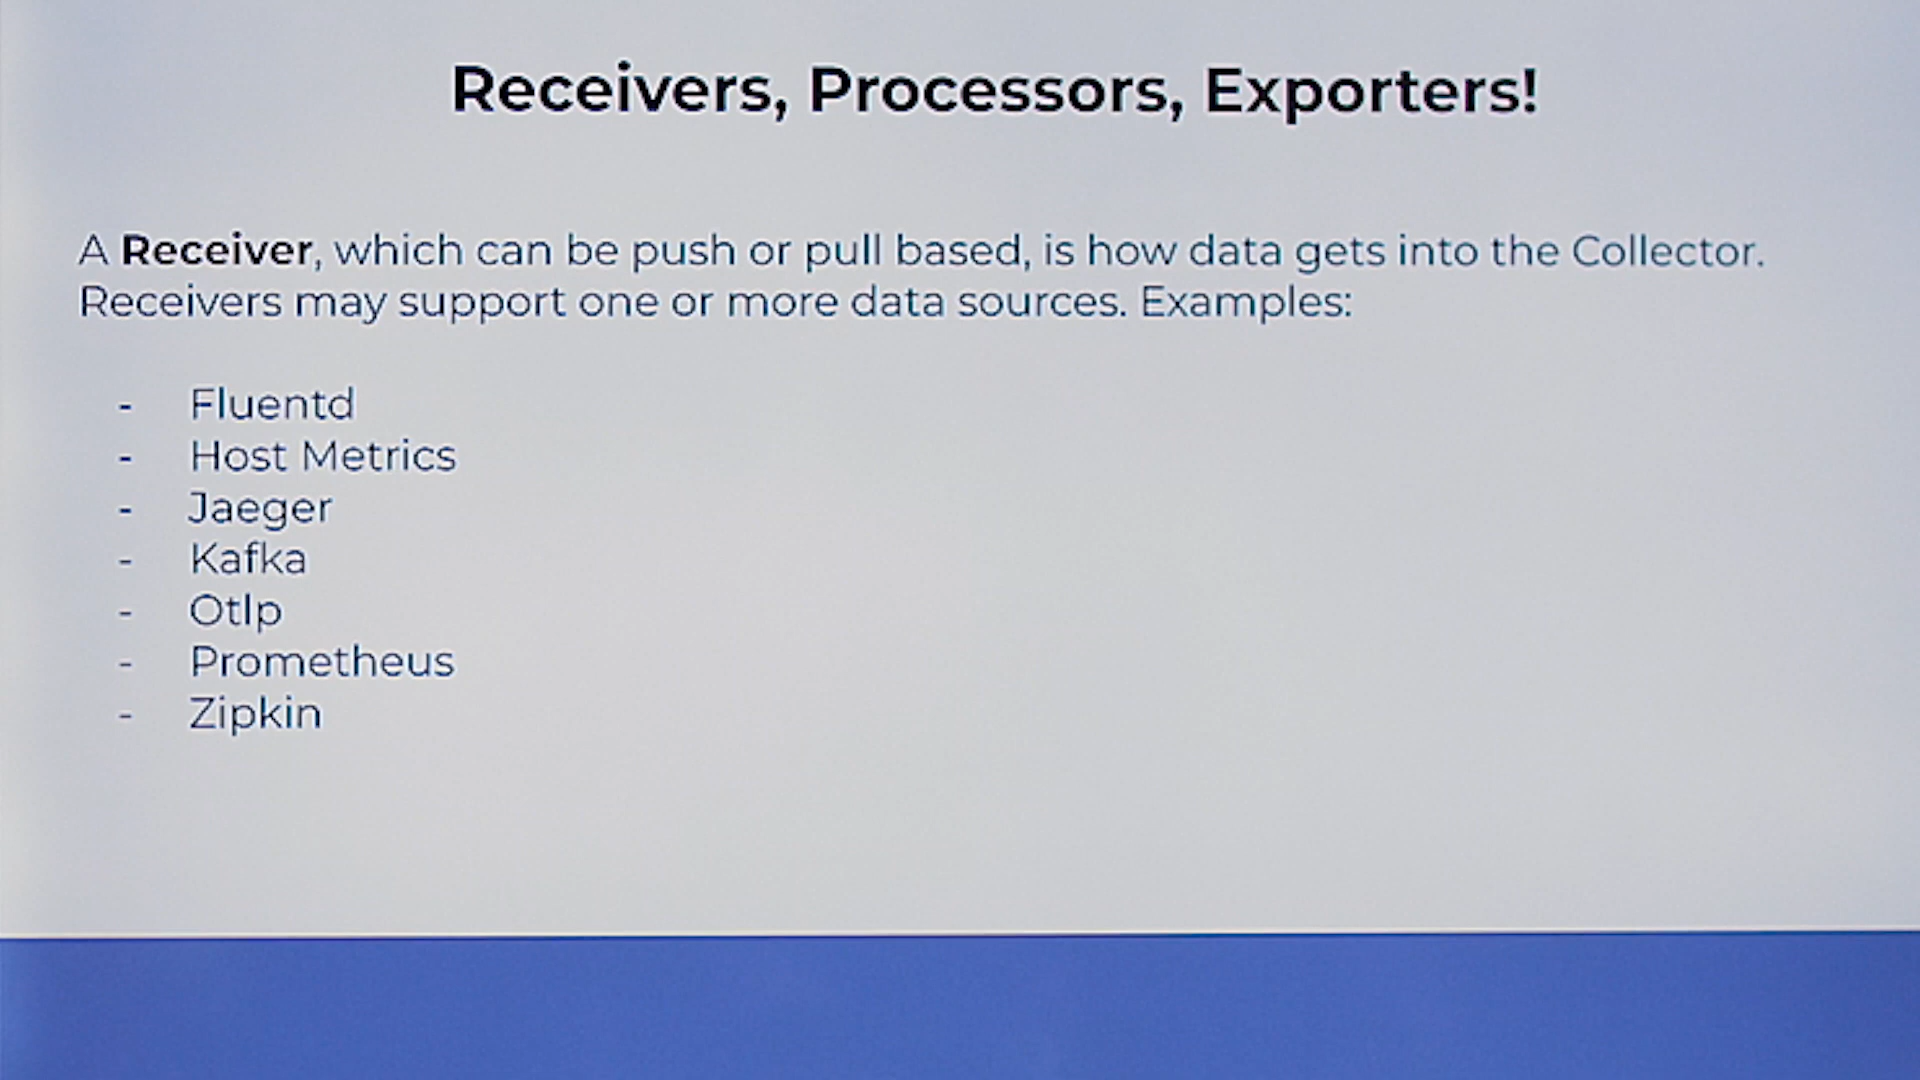 Receivers, Processors, Exporters!
A Receiver, which can be push or pull based, is how data gets into the Collector.
Receivers may support one or more data sources. Examples:
- Fluentd
- Host Metrics
- Jaeger
- Kafka
- Otlp
- Prometheus
- Zipkin